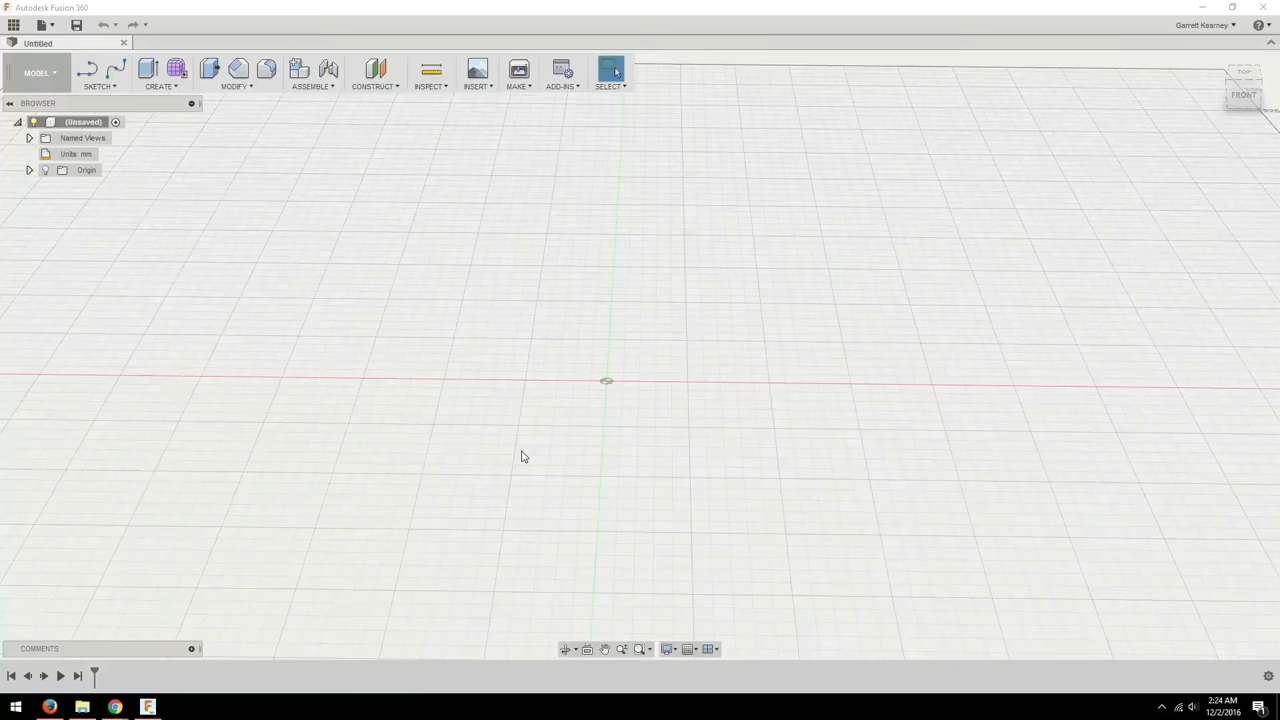 Autodesk Fusion 360
Garrett Kearney
Untitled
MODEL
SKETCH
CREATE
MODIFY
ASSEMBLE
CONSTRUCT
INSPECT
INSERT
MAKE
ADD-INS
SELECT
TOP
FRONT
BROWSER
(Unsaved)
Named Views
Units: mm
Origin
COMMENTS
2:24 AM
12/2/2016